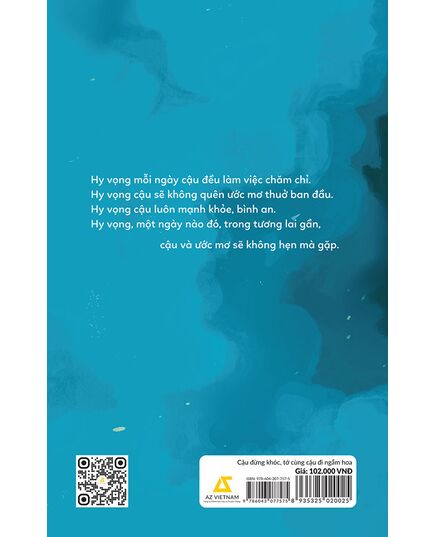 Hy vọng mỗi ngày cậu đều làm việc chăm chỉ.
Hy vọng cậu sẽ không quên ước mơ thuở ban đầu.
Hy vọng cậu luôn mạnh khỏe, bình an.
Hy vọng, một ngày nào đó, trong tương lai gần,
cậu và ước mơ sẽ không hẹn mà gặp.
Cậu đừng khóc, tớ cùng cậu đi ngắm hoa
Giá: 102.000 VNĐ
ISBN: 978-604-307-757-5
9 786043 077575
8 935325 020025
AZ VIETNAM